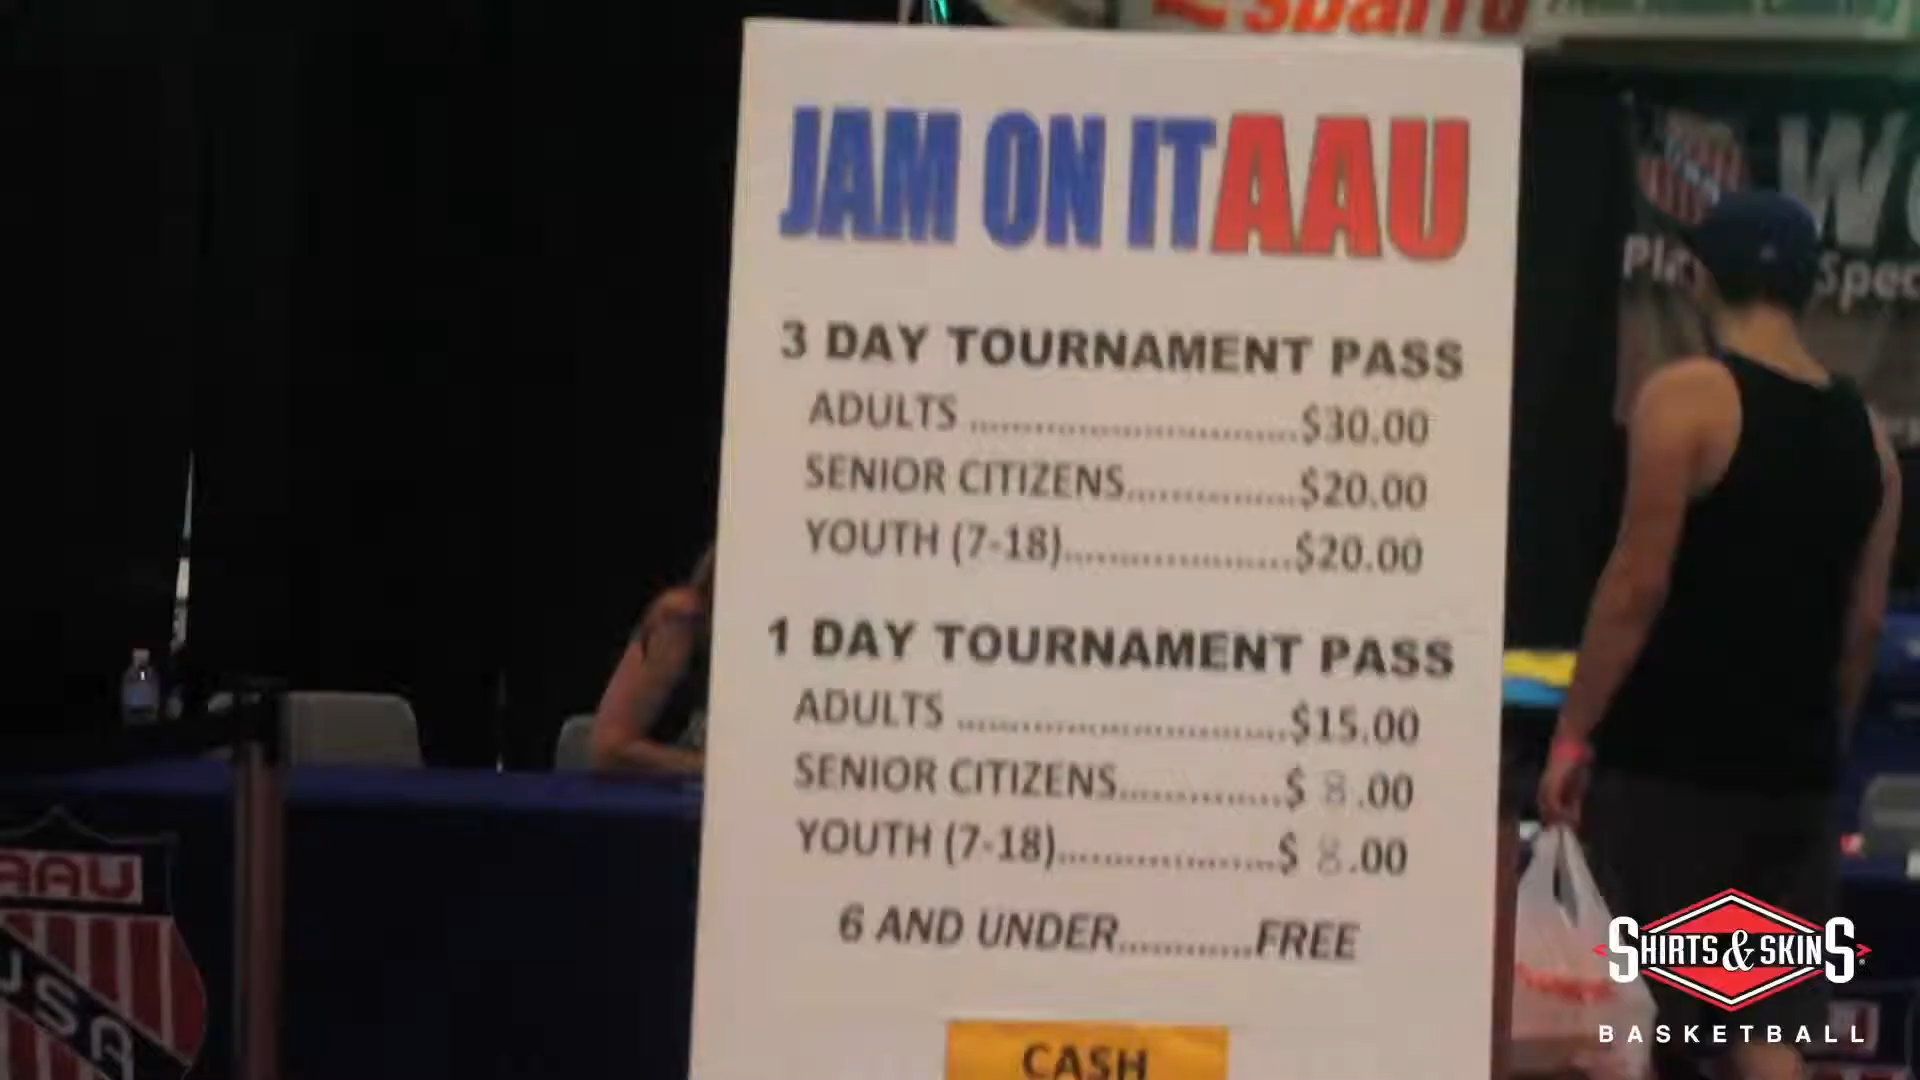 sbarro
JAM ON IT AAU
3 DAY TOURNAMENT PASS
ADULTS ..............................$30.00
SENIOR CITIZENS...............$20.00
YOUTH (7-18).....................$20.00
1 DAY TOURNAMENT PASS
ADULTS ..............................$15.00
SENIOR CITIZENS...............$ 8.00
YOUTH (7-18)....................$ 8.00
6 AND UNDER............FREE
CASH
AAU
USA
SHIRTS & SKINS®
BASKETBALL